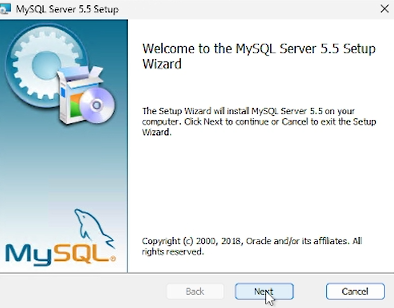 MySQL Server 5.5 Setup
Welcome to the MySQL Server 5.5 Setup
Wizard
The Setup Wizard will install MySQL Server 5.5 on your
computer. Click Next to continue or Cancel to exit the Setup
Wizard.
MySQL®
Copyright (c) 2000, 2018, Oracle and/or its affiliates. All
rights reserved.
Back Next Cancel